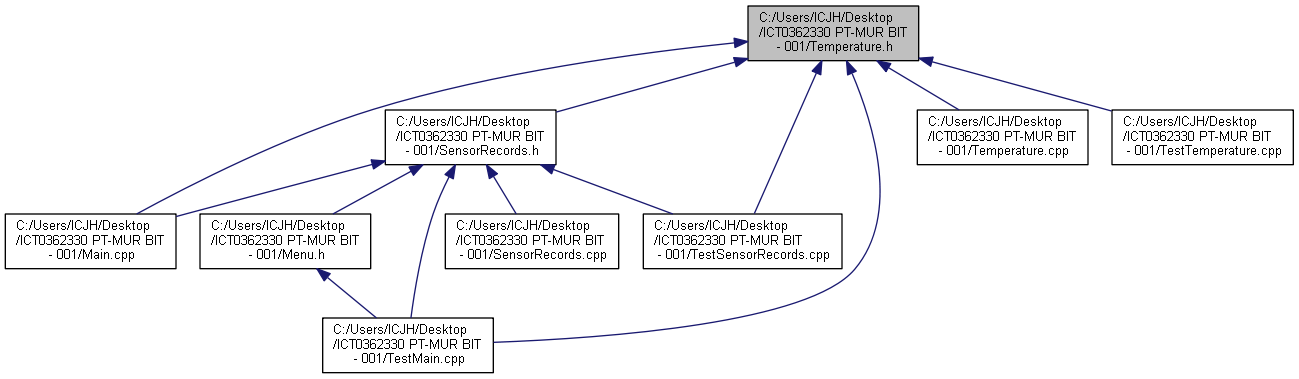 C:/Users/ICJH/Desktop
/ICT0362330 PT-MUR BIT
- 001/Temperature.h
C:/Users/ICJH/Desktop
/ICT0362330 PT-MUR BIT
- 001/SensorRecords.h
C:/Users/ICJH/Desktop
/ICT0362330 PT-MUR BIT
- 001/Temperature.cpp
C:/Users/ICJH/Desktop
/ICT0362330 PT-MUR BIT
- 001/TestTemperature.cpp
C:/Users/ICJH/Desktop
/ICT0362330 PT-MUR BIT
- 001/Main.cpp
C:/Users/ICJH/Desktop
/ICT0362330 PT-MUR BIT
- 001/Menu.h
C:/Users/ICJH/Desktop
/ICT0362330 PT-MUR BIT
- 001/SensorRecords.cpp
C:/Users/ICJH/Desktop
/ICT0362330 PT-MUR BIT
- 001/TestSensorRecords.cpp
C:/Users/ICJH/Desktop
/ICT0362330 PT-MUR BIT
- 001/TestMain.cpp